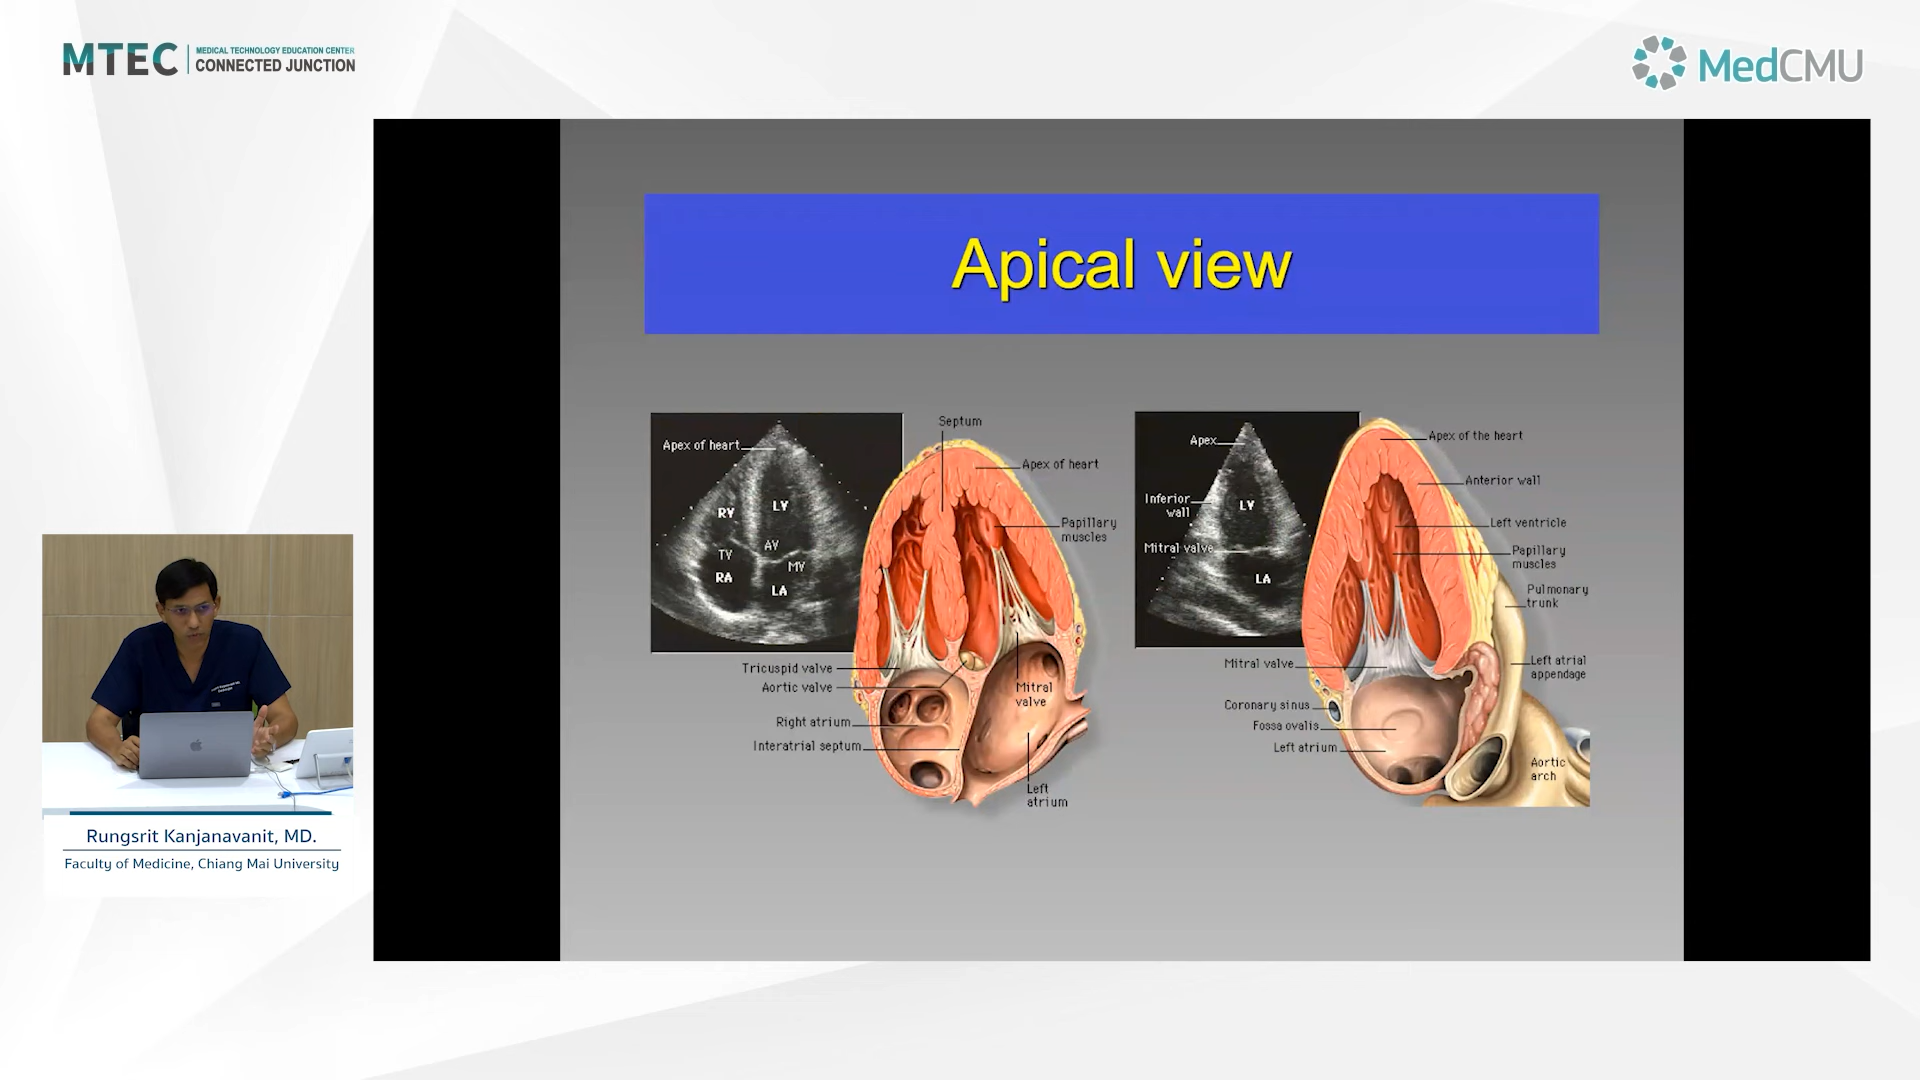 MTEC
MEDICAL TECHNOLOGY EDUCATION CENTER
CONNECTED JUNCTION
MedCMU
Apical view
Apex of heart
RV
LV
TV
AV
MV
RA
LA
Septum
Apex of heart
Papillary
muscles
Tricuspid valve
Aortic valve
Right atrium
Interatrial septum
Mitral
valve
Left
atrium
Apex
Inferior
wall
LV
Mitral valve
LA
Apex of the heart
Anterior wall
Left ventricle
Papillary
muscles
Pulmonary
trunk
Left atrial
appendage
Mitral valve
Coronary sinus
Fossa ovalis
Left atrium
Aortic
arch
Rungsrit Kanjanavanit, MD.
Faculty of Medicine, Chiang Mai University